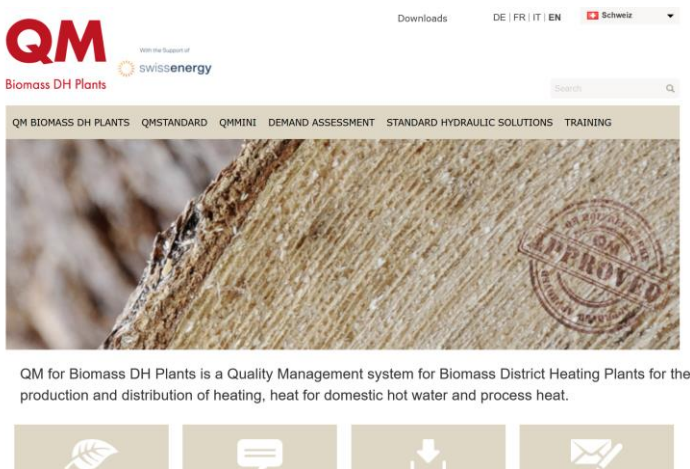 Downloads
DE | FR | IT | EN
Schweiz
QM
Biomass DH Plants
With the Support of
swissenergy
Search
QM BIOMASS DH PLANTS QMSTANDARD QMMINI DEMAND ASSESSMENT STANDARD HYDRAULIC SOLUTIONS TRAINING
QM
APPROVED
QM for Biomass DH Plants is a Quality Management system for Biomass District Heating Plants for the
production and distribution of heating, heat for domestic hot water and process heat.